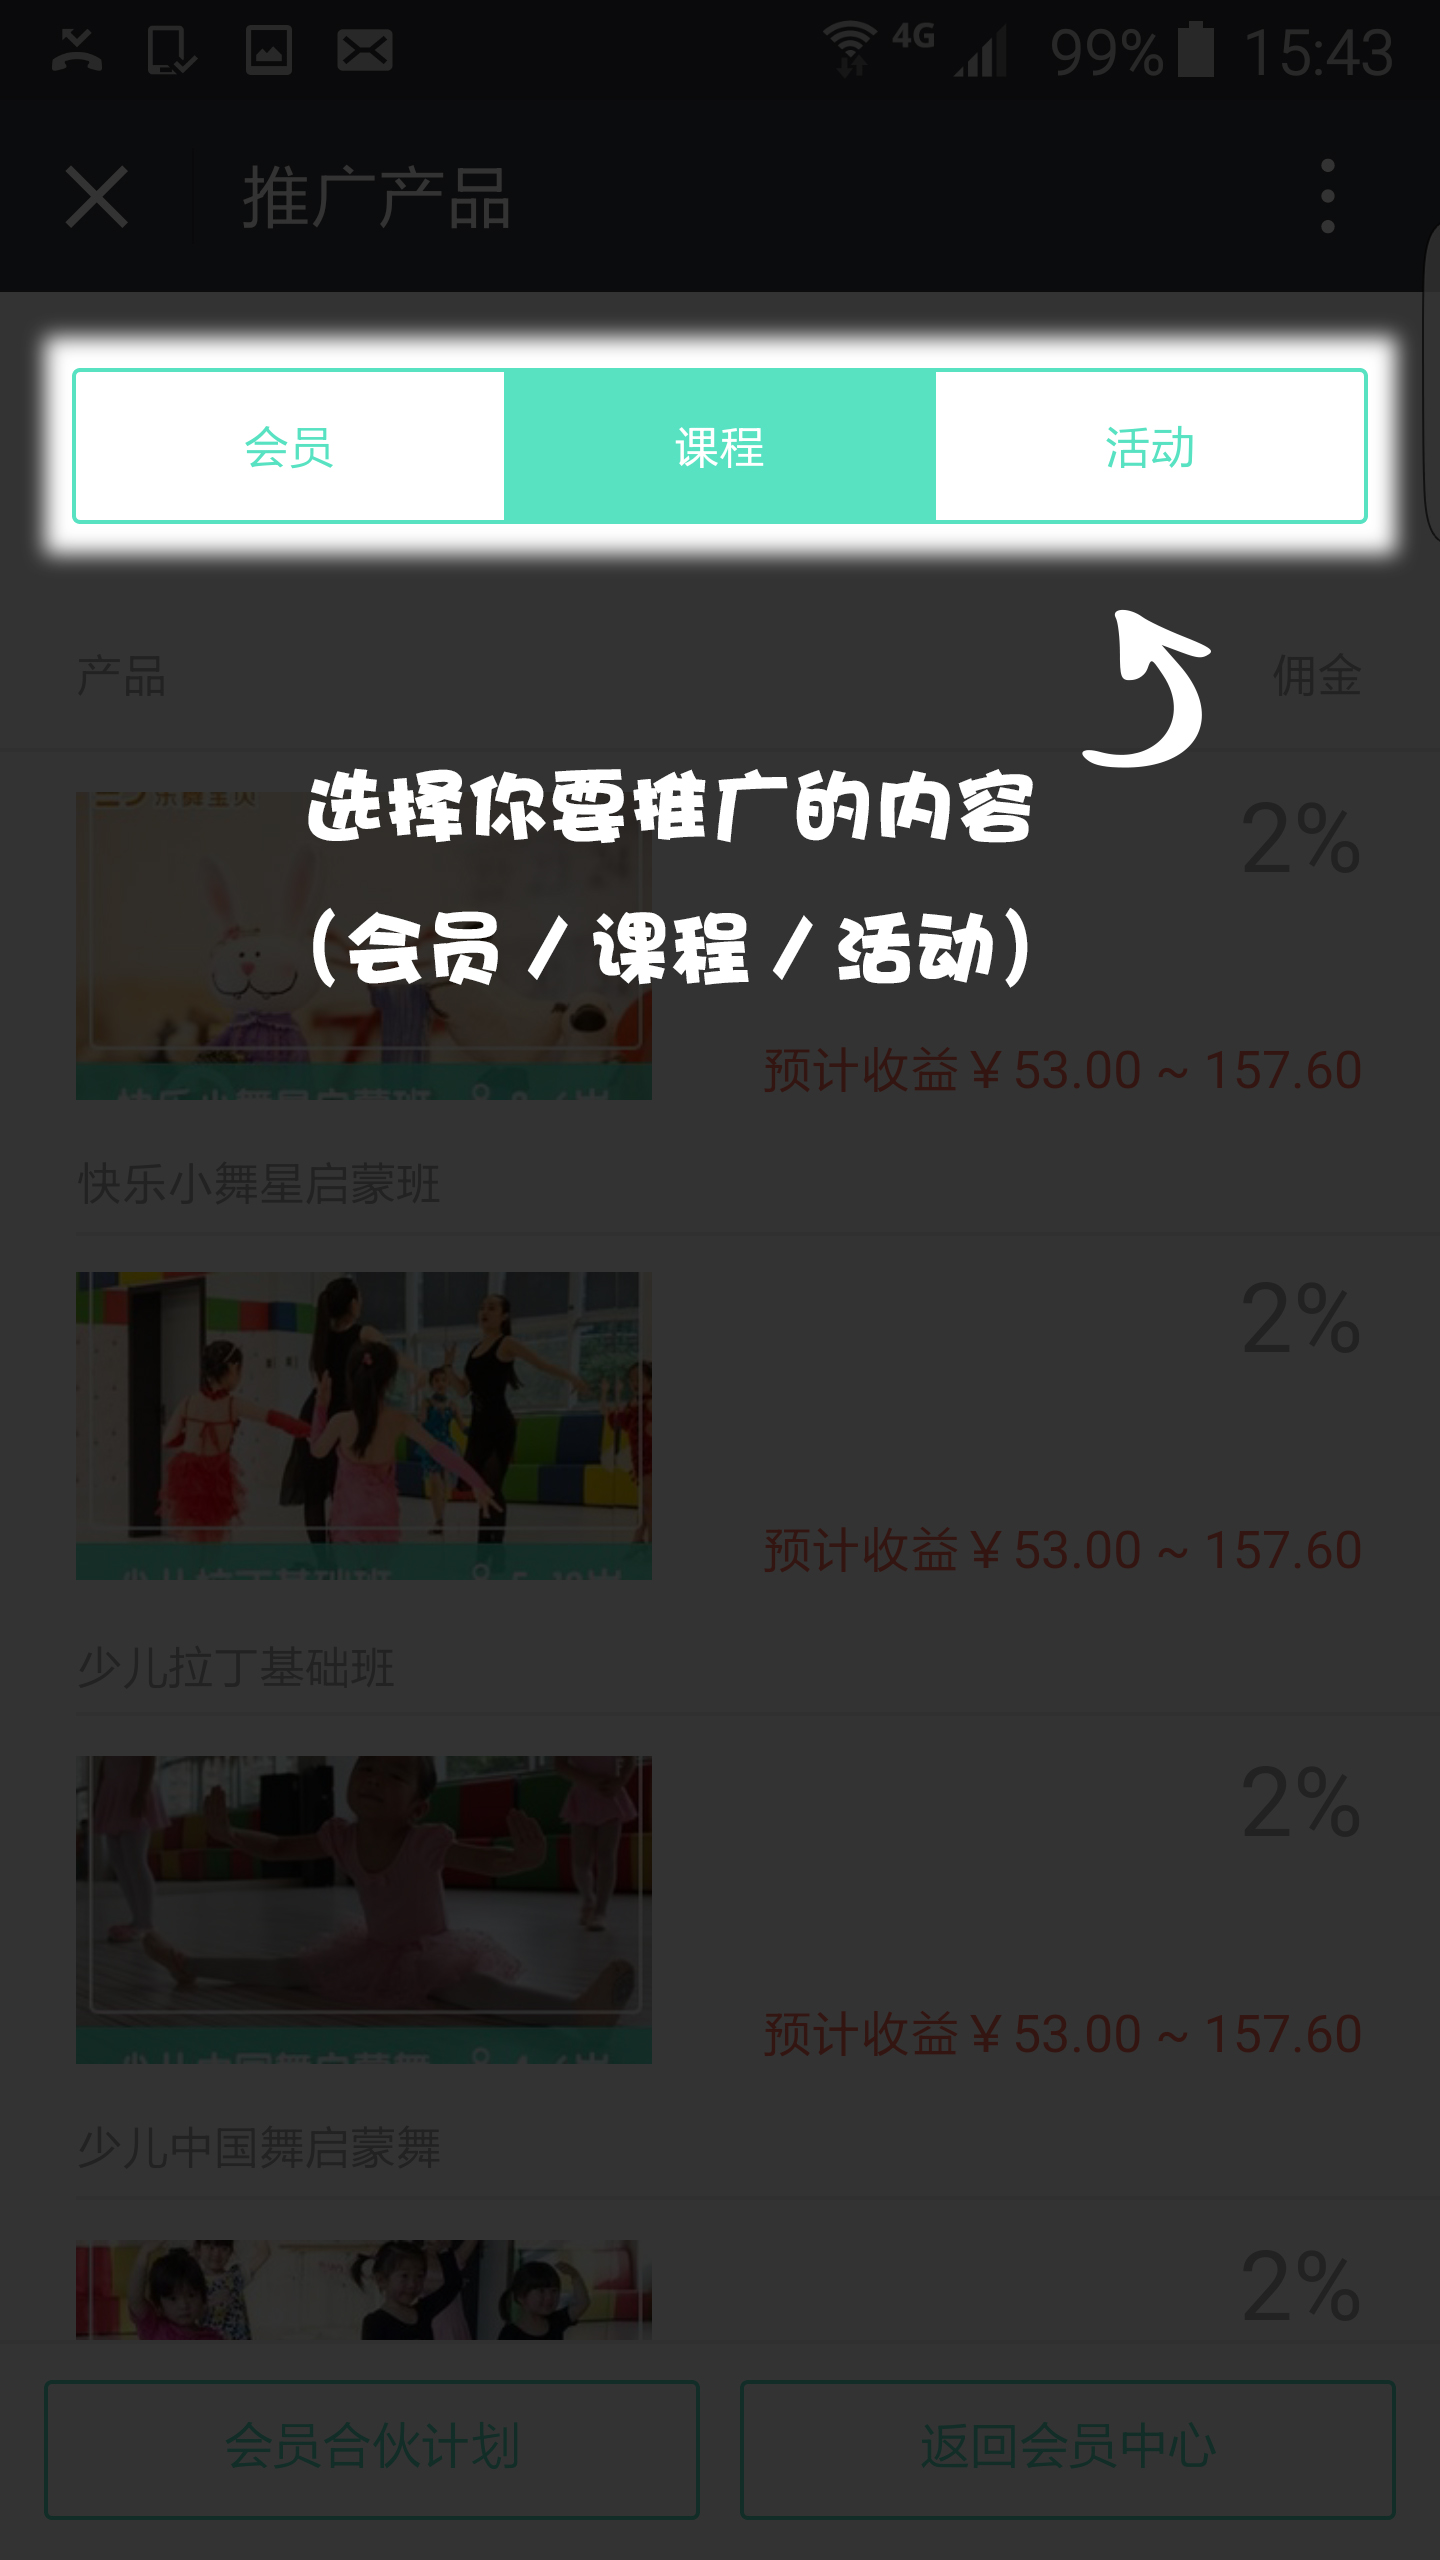 4G 99% 15:43
推广产品
会员 课程 活动
产品 佣金
选择你要推广的内容
（会员 / 课程 / 活动）
2%
预计收益￥53.00 ~ 157.60
快乐小舞星启蒙班
2%
预计收益￥53.00 ~ 157.60
少儿拉丁基础班
2%
预计收益￥53.00 ~ 157.60
少儿中国舞启蒙舞
2%
会员合伙计划 返回会员中心